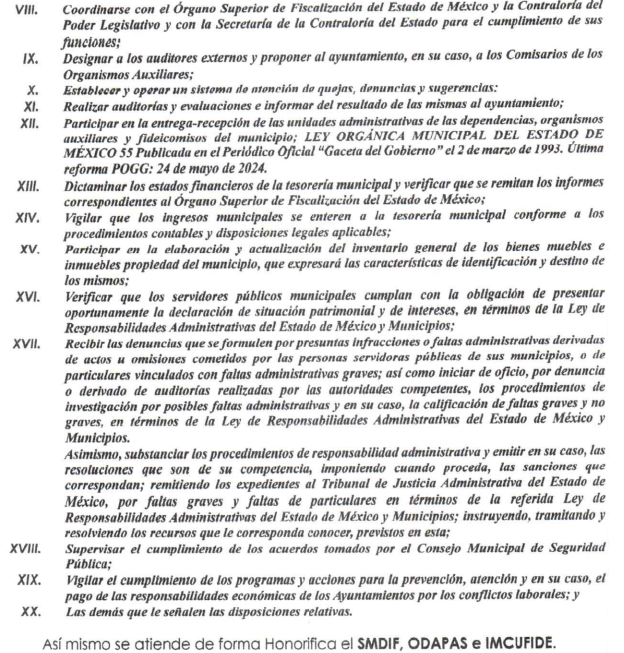 VIII. Coordinarse con el Órgano Superior de Fiscalización del Estado de México y la Contraloría del
Poder Legislativo y con la Secretaría de la Contraloría del Estado para el cumplimiento de sus
funciones;
IX. Designar a los auditores externos y proponer al ayuntamiento, en su caso, a los Comisarios de los
Organismos Auxiliares;
X. Establecer y operar un sistema de atención de quejas, denuncias y sugerencias;
XI. Realizar auditorías y evaluaciones e informar del resultado de las mismas al ayuntamiento;
XII. Participar en la entrega-recepción de las unidades administrativas de las dependencias, organismos
auxiliares y fideicomisos del municipio; LEY ORGÁNICA MUNICIPAL DEL ESTADO DE
MÉXICO 55 Publicada en el Periódico Oficial "Gaceta del Gobierno" el 2 de marzo de 1993. Última
reforma POGG: 24 de mayo de 2024.
XIII. Dictaminar los estados financieros de la tesorería municipal y verificar que se remitan los informes
correspondientes al Órgano Superior de Fiscalización del Estado de México;
XIV. Vigilar que los ingresos municipales se enteren a la tesorería municipal conforme a los
procedimientos contables y disposiciones legales aplicables;
XV. Participar en la elaboración y actualización del inventario general de los bienes muebles e
inmuebles propiedad del municipio, que expresará las características de identificación y destino de
los mismos;
XVI. Verificar que los servidores públicos municipales cumplan con la obligación de presentar
oportunamente la declaración de situación patrimonial y de intereses, en términos de la Ley de
Responsabilidades Administrativas del Estado de México y Municipios;
XVII. Recibir las denuncias que se formulen por presuntas infracciones o faltas administrativas derivadas
de actos u omisiones cometidos por las personas servidoras públicas de sus municipios, o de
particulares vinculados con faltas administrativas graves; así como iniciar de oficio, por denuncia
o derivado de auditorías realizadas por las autoridades competentes, los procedimientos de
investigación por posibles faltas administrativas y en su caso, la calificación de faltas graves y no
graves, en términos de la Ley de Responsabilidades Administrativas del Estado de México y
Municipios.
Asimismo, substanciar los procedimientos de responsabilidad administrativa y emitir en su caso, las
resoluciones que son de su competencia, imponiendo cuando proceda, las sanciones que
correspondan; remitiendo los expedientes al Tribunal de Justicia Administrativa del Estado de
México, por faltas graves y faltas de particulares en términos de la referida Ley de
Responsabilidades Administrativas del Estado de México y Municipios; instruyendo, tramitando y
resolviendo los recursos que le corresponda conocer, previstos en esta;
XVIII. Supervisar el cumplimiento de los acuerdos tomados por el Consejo Municipal de Seguridad
Pública;
XIX. Vigilar el cumplimiento de los programas y acciones para la prevención, atención y en su caso, el
pago de las responsabilidades económicas de los Ayuntamientos por los conflictos laborales; y
XX. Las demás que le señalen las disposiciones relativas.
Así mismo se atiende de forma Honorifica el SMDIF, ODAPAS e IMCUFIDE.